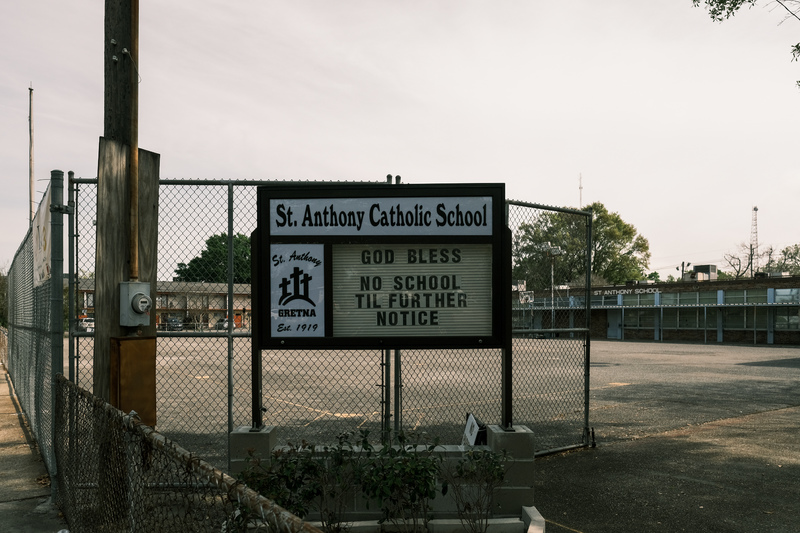 St. Anthony Catholic School
St. Anthony
GRETNA
Est. 1919
GOD BLESS
NO SCHOOL
TIL FURTHER
NOTICE
ST ANTHONY SCHOOL